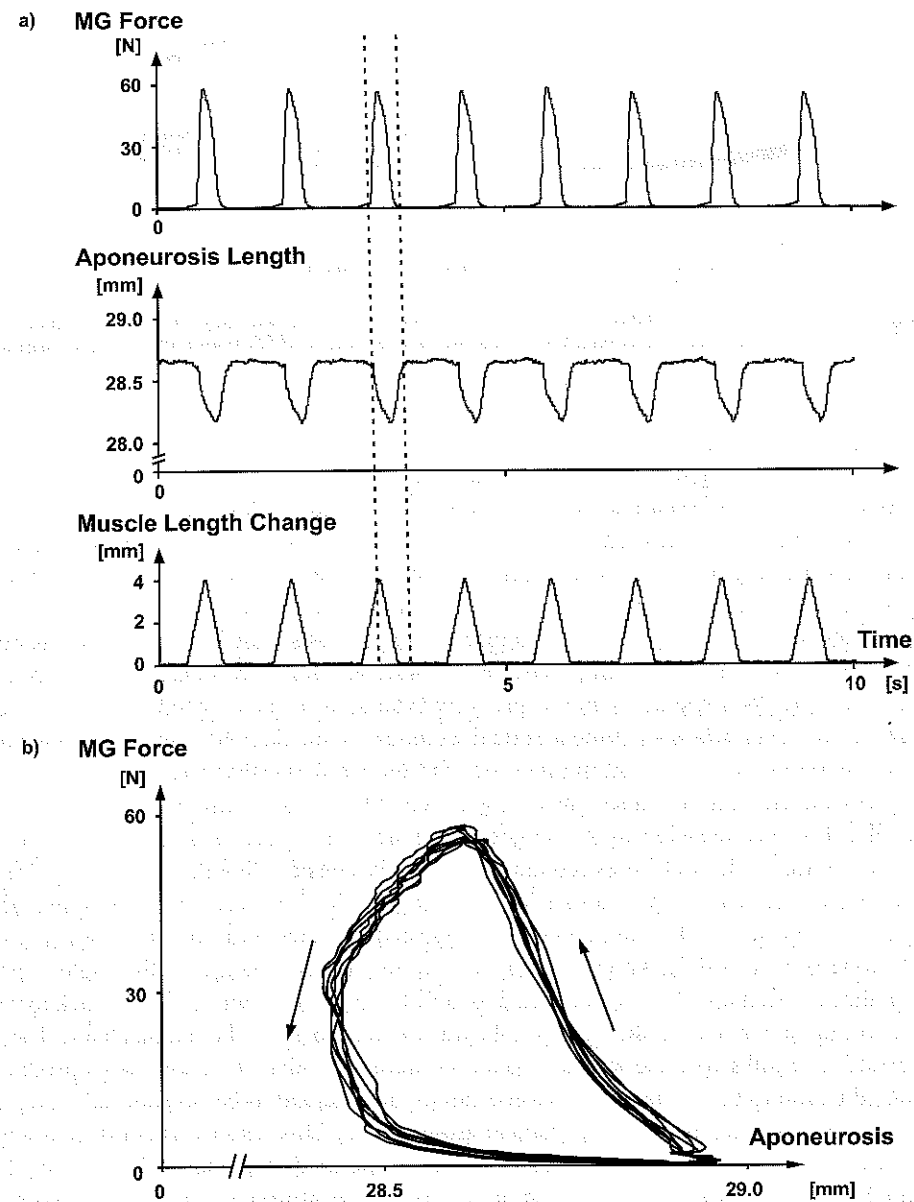 a) MG Force
[N]
60
30
0
0
Aponeurosis Length
[mm]
29.0
28.5
28.0
0
0
Muscle Length Change
[mm]
4
2
0
Time
0 5 10 [s]
b) MG Force
[N]
60
30
0
Aponeurosis
28.5 29.0
[mm]